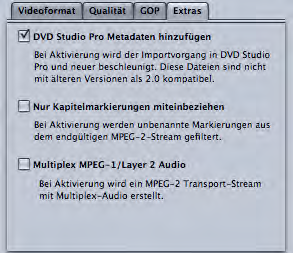 Videoformat Qualität GOP Extras
DVD Studio Pro Metadaten hinzufügen
Bei Aktivierung wird der Importvorgang in DVD Studio
Pro und neuer beschleunigt. Diese Dateien sind nicht
mit älteren Versionen als 2.0 kompatibel.
Nur Kapitelmarkierungen miteinbeziehen
Bei Aktivierung werden unbenannte Markierungen aus
dem endgültigen MPEG-2-Stream gefiltert.
Multiplex MPEG-1/Layer 2 Audio
Bei Aktivierung wird ein MPEG-2 Transport-Stream
mit Multiplex-Audio erstellt.